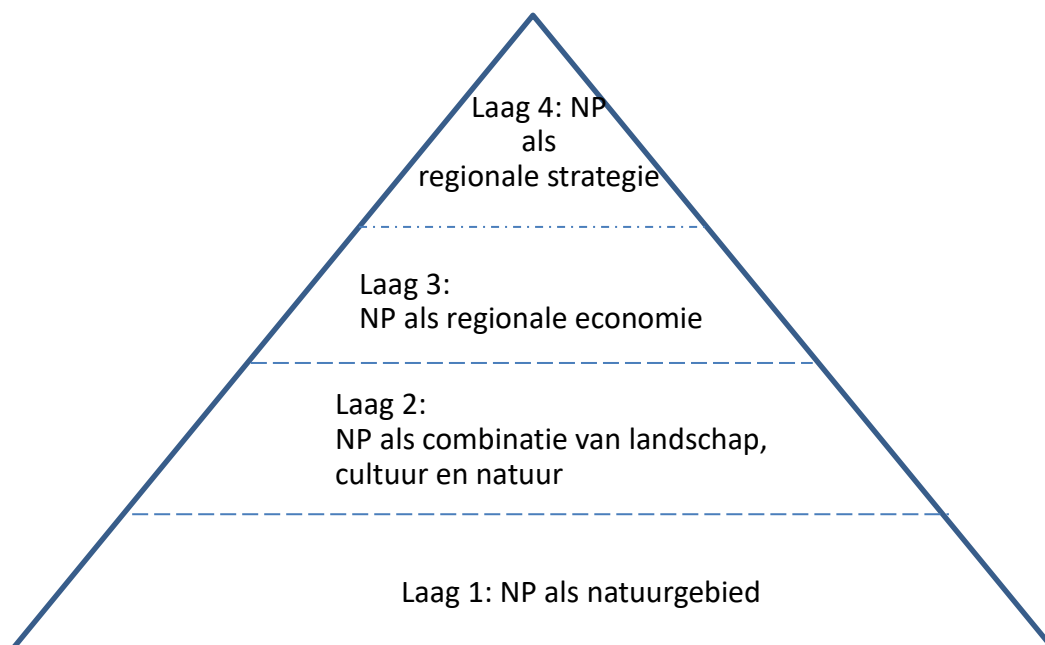 Laag 4: NP
als
regionale strategie
Laag 3:
NP als regionale economie
Laag 2:
NP als combinatie van landschap,
cultuur en natuur
Laag 1: NP als natuurgebied